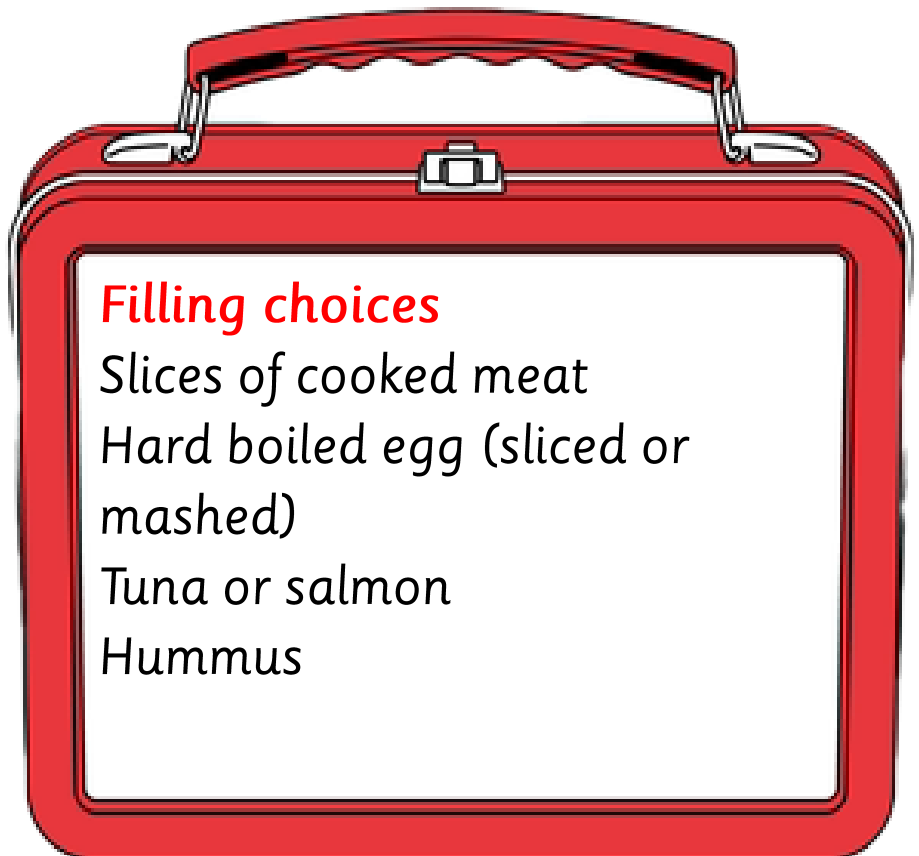 Filling choices
Slices of cooked meat
Hard boiled egg (sliced or
mashed)
Tuna or salmon
Hummus